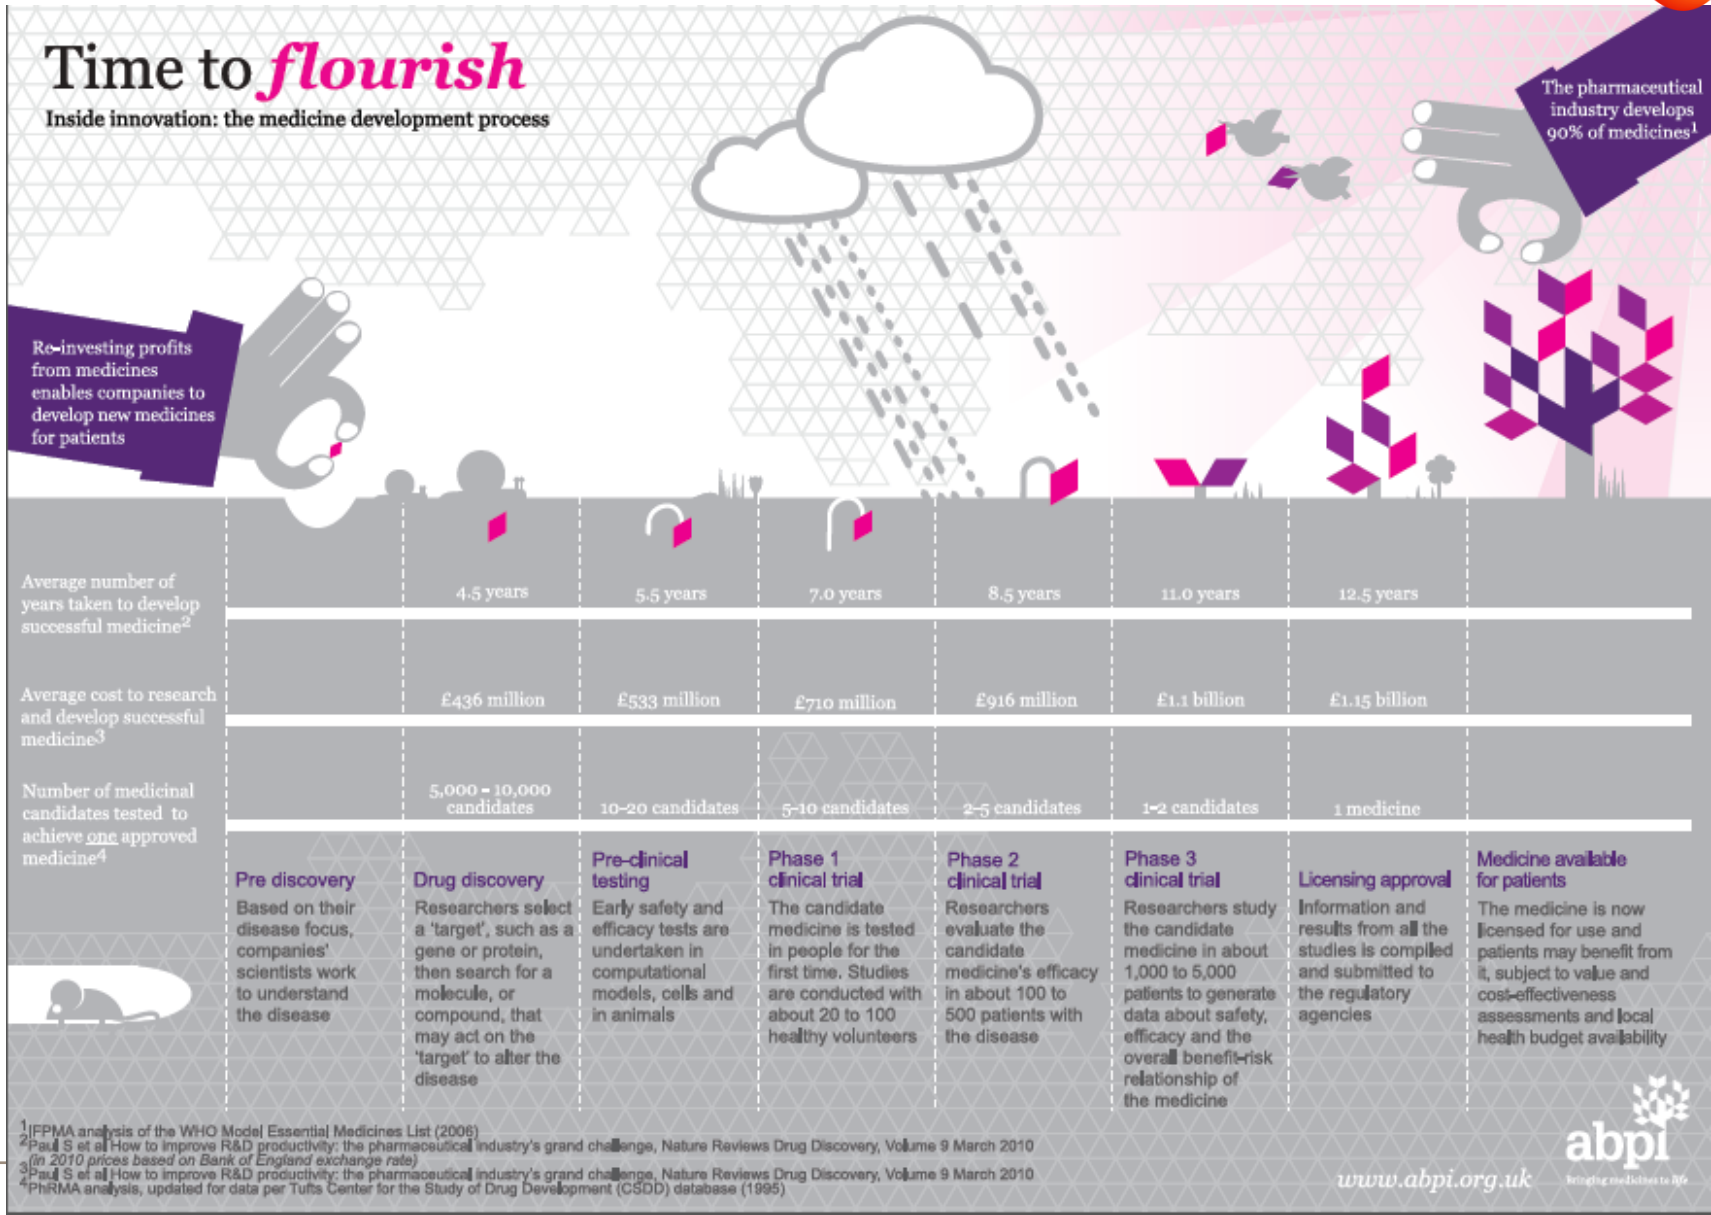 Time to flourish
Inside innovation: the medicine development process
The pharmaceutical
industry develops
90% of medicines1
Re-investing profits
from medicines
enables companies to
develop new medicines
for patients
Average number of
years taken to develop
successful medicine2
4.5 years
5.5 years
7.0 years
8.5 years
11.0 years
12.5 years
Average cost to research
and develop successful
medicine3
£436 million
£533 million
£710 million
£916 million
£1.1 billion
£1.15 billion
Number of medicinal
candidates tested to
achieve one approved
medicine4
5,000 - 10,000
candidates
10-20 candidates
5-10 candidates
2-5 candidates
1-2 candidates
1 medicine
Pre discovery
Based on their
disease focus,
companies'
scientists work
to understand
the disease
Drug discovery
Researchers select
a 'target', such as a
gene or protein,
then search for a
molecule, or
compound, that
may act on the
'target' to alter the
disease
Pre-clinical
testing
Early safety and
efficacy tests are
undertaken in
computational
models, cells and
in animals
Phase 1
clinical trial
The candidate
medicine is tested
in people for the
first time. Studies
are conducted with
about 20 to 100
healthy volunteers
Phase 2
clinical trial
Researchers
evaluate the
candidate
medicine's efficacy
in about 100 to
500 patients with
the disease
Phase 3
clinical trial
Researchers study
the candidate
medicine in about
1,000 to 5,000
patients to generate
data about safety,
efficacy and the
overall benefit-risk
relationship of
the medicine
Licensing approval
Information and
results from all the
studies is compiled
and submitted to
the regulatory
agencies
Medicine available
for patients
The medicine is now
licensed for use and
patients may benefit from
it, subject to value and
cost-effectiveness
assessments and local
health budget availability
1IFPMA analysis of the WHO Model Essential Medicines List (2006)
2Paul S et al How to improve R&D productivity: the pharmaceutical industry's grand challenge, Nature Reviews Drug Discovery, Volume 9 March 2010
(in 2010 prices based on Bank of England exchange rate)
3Paul S et al How to improve R&D productivity: the pharmaceutical industry's grand challenge, Nature Reviews Drug Discovery, Volume 9 March 2010
4PhRMA analysis, updated for data per Tufts Center for the Study of Drug Development (CSDD) database (1995)
www.abpi.org.uk
abpi
Bringing medicines to life